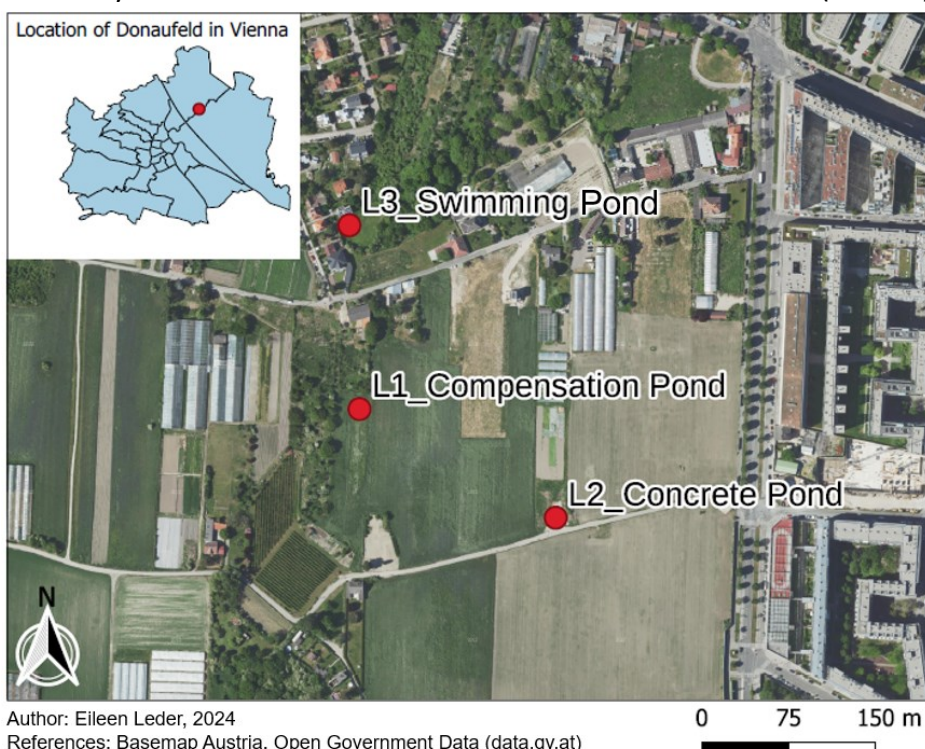 Location of Donaufeld in Vienna
L3_Swimming Pond
L1_Compensation Pond
L2_Concrete Pond
N
Author: Eileen Leder, 2024
References: Basemap Austria, Open Government Data (data.gv.at)
0 75 150 m